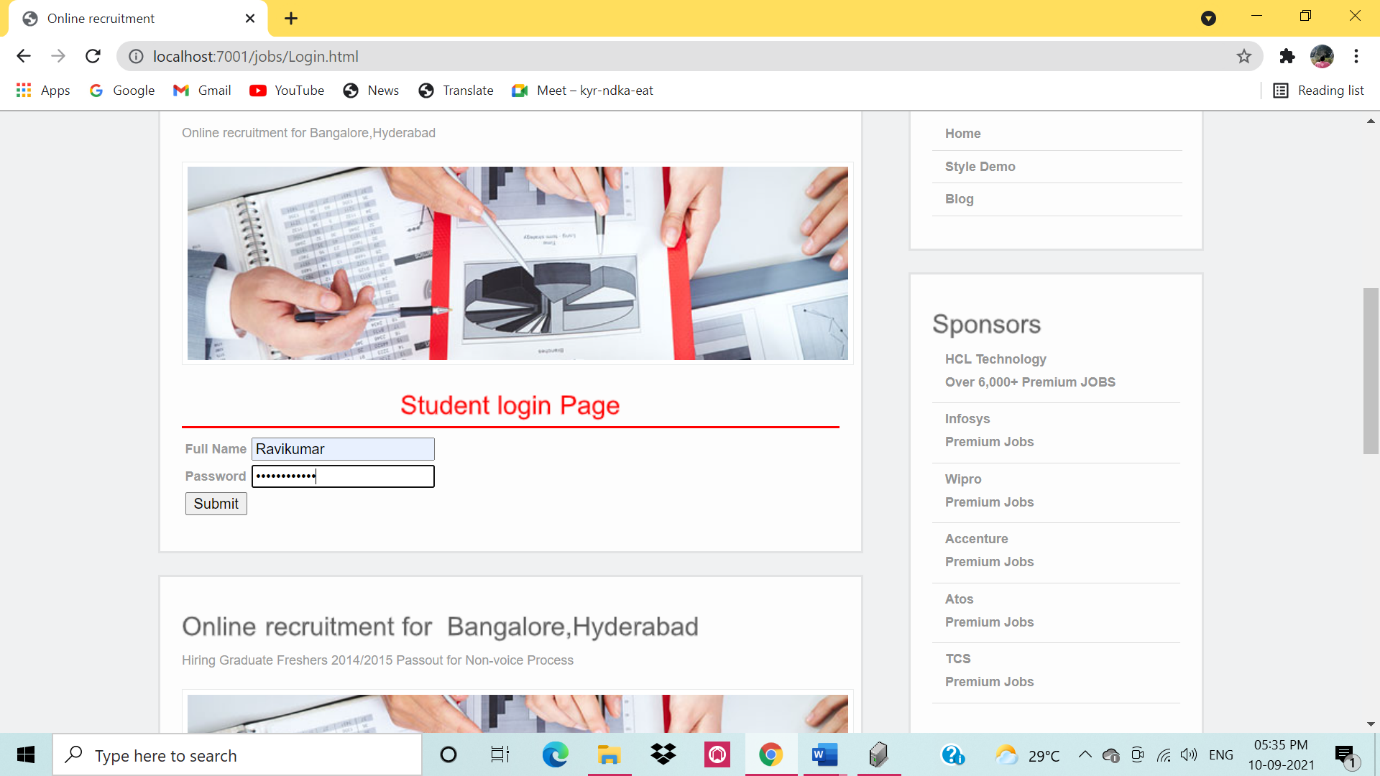 Online recruitment
localhost:7001/jobs/Login.html
Apps Google Gmail YouTube News Translate Meet – kyr-ndka-eat Reading list
Online recruitment for Bangalore,Hyderabad
Student login Page
Full Name Ravikumar
Password ••••••••••••
Submit
Online recruitment for Bangalore,Hyderabad
Hiring Graduate Freshers 2014/2015 Passout for Non-voice Process
Home
Style Demo
Blog
Sponsors
HCL Technology
Over 6,000+ Premium JOBS
Infosys
Premium Jobs
Wipro
Premium Jobs
Accenture
Premium Jobs
Atos
Premium Jobs
TCS
Premium Jobs
Type here to search
29°C ENG 05:35 PM
10-09-2021
1